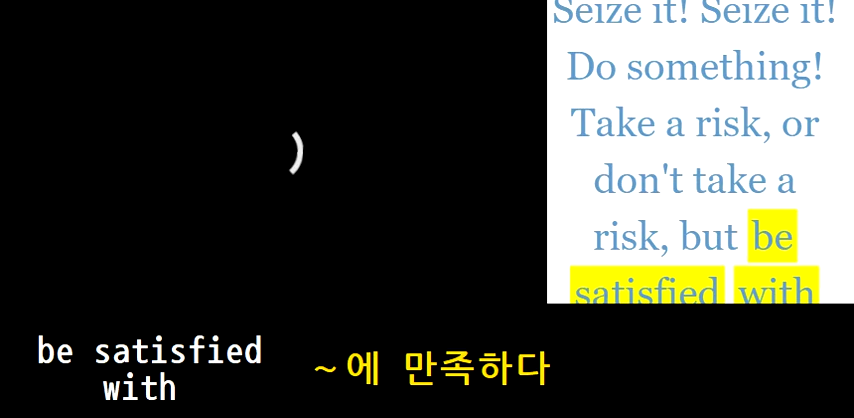 Seize it! Seize it!
Do something!
Take a risk, or
don't take a
risk, but be
satisfied with
be satisfied
with
~에 만족하다